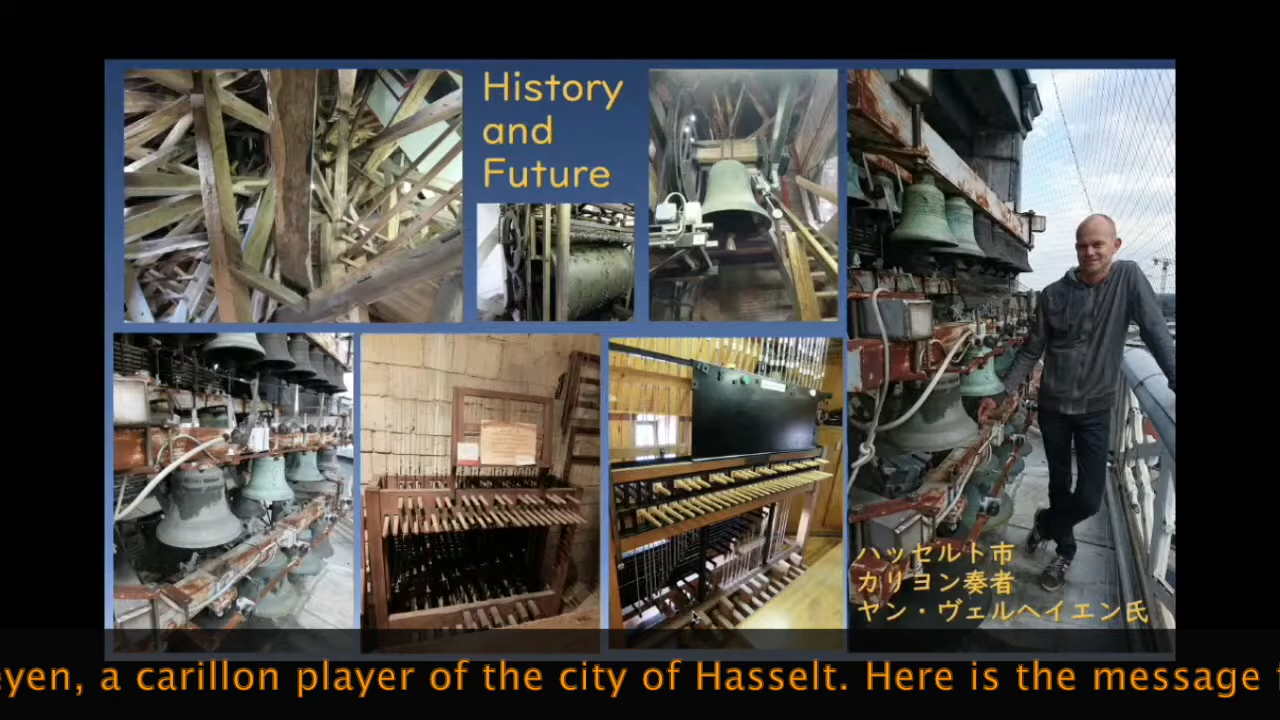 History
and
Future
ハッセルト市
カリヨン奏者
ヤン・ヴェルヘイエン氏
eyen, a carillon player of the city of Hasselt. Here is the message